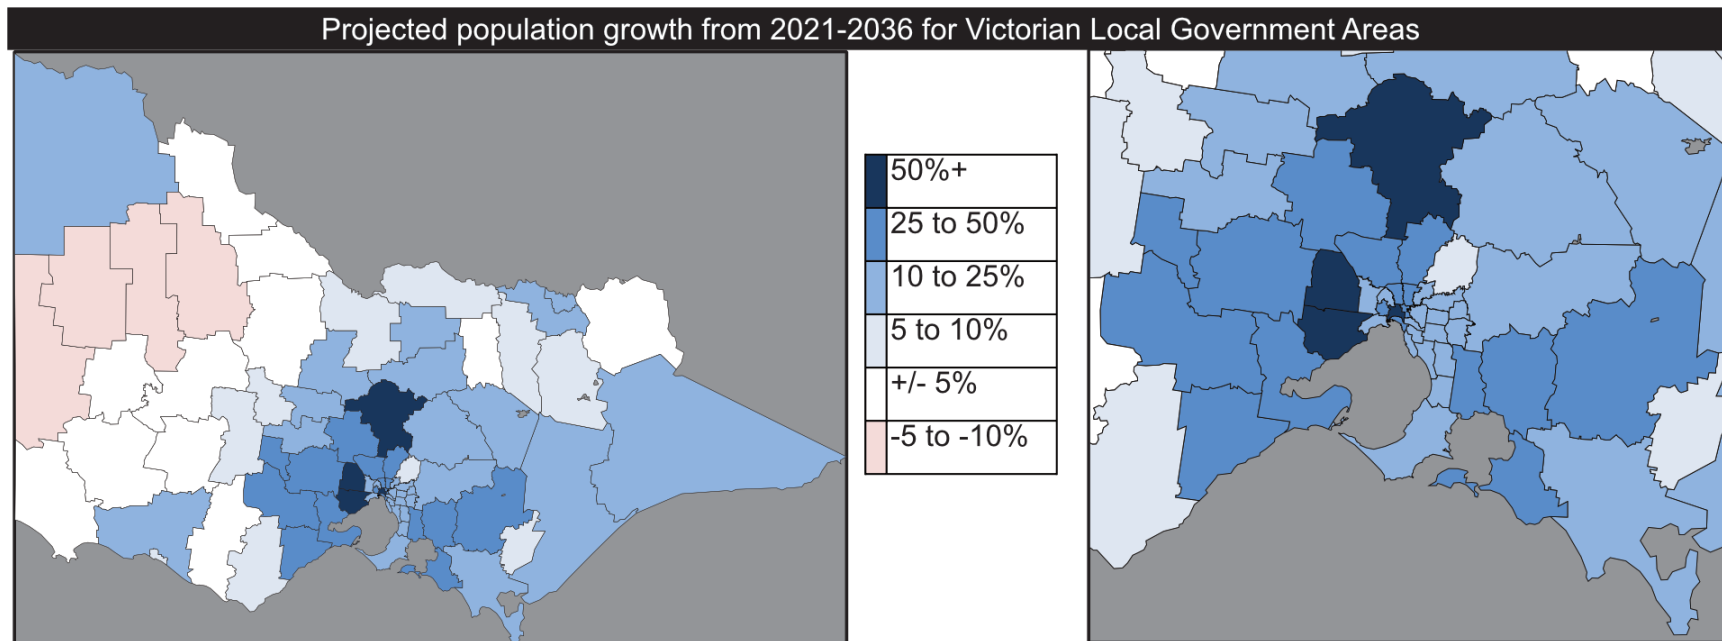 Projected population growth from 2021-2036 for Victorian Local Government Areas
50%+
25 to 50%
10 to 25%
5 to 10%
+/- 5%
-5 to -10%